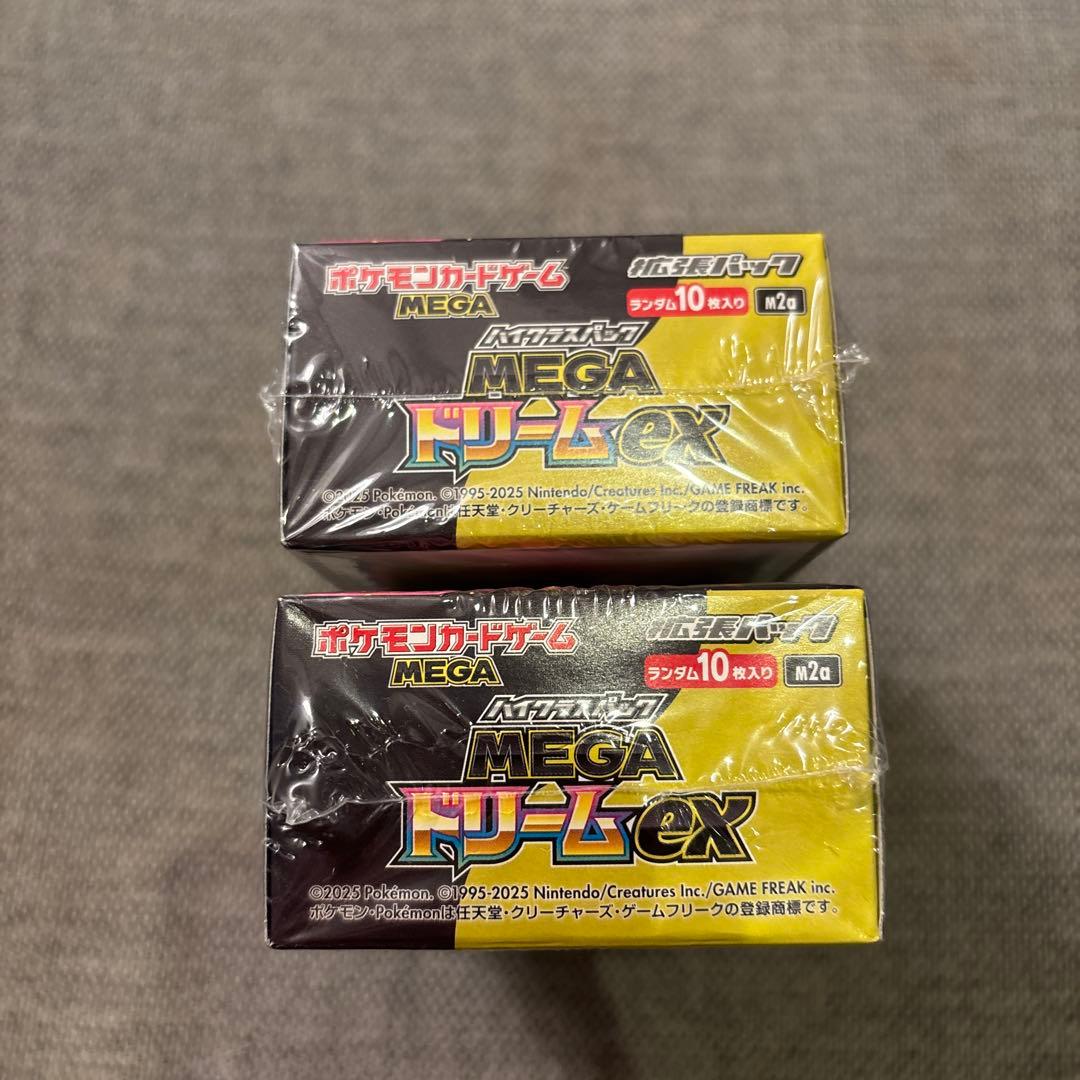 ポケモンカードゲーム
MEGA
拡張パック
ランダム10枚入り M2a
ハイクラスパック
MEGA
ドリームex
©2025 Pokémon. ©1995-2025 Nintendo/Creatures Inc./GAME FREAK inc.
ポケモン・Pokémonは任天堂・クリーチャーズ・ゲームフリークの登録商標です。
ポケモンカードゲーム
MEGA
拡張パック
ランダム10枚入り M2a
ハイクラスパック
MEGA
ドリームex
©2025 Pokémon. ©1995-2025 Nintendo/Creatures Inc./GAME FREAK inc.
ポケモン・Pokémonは任天堂・クリーチャーズ・ゲームフリークの登録商標です。